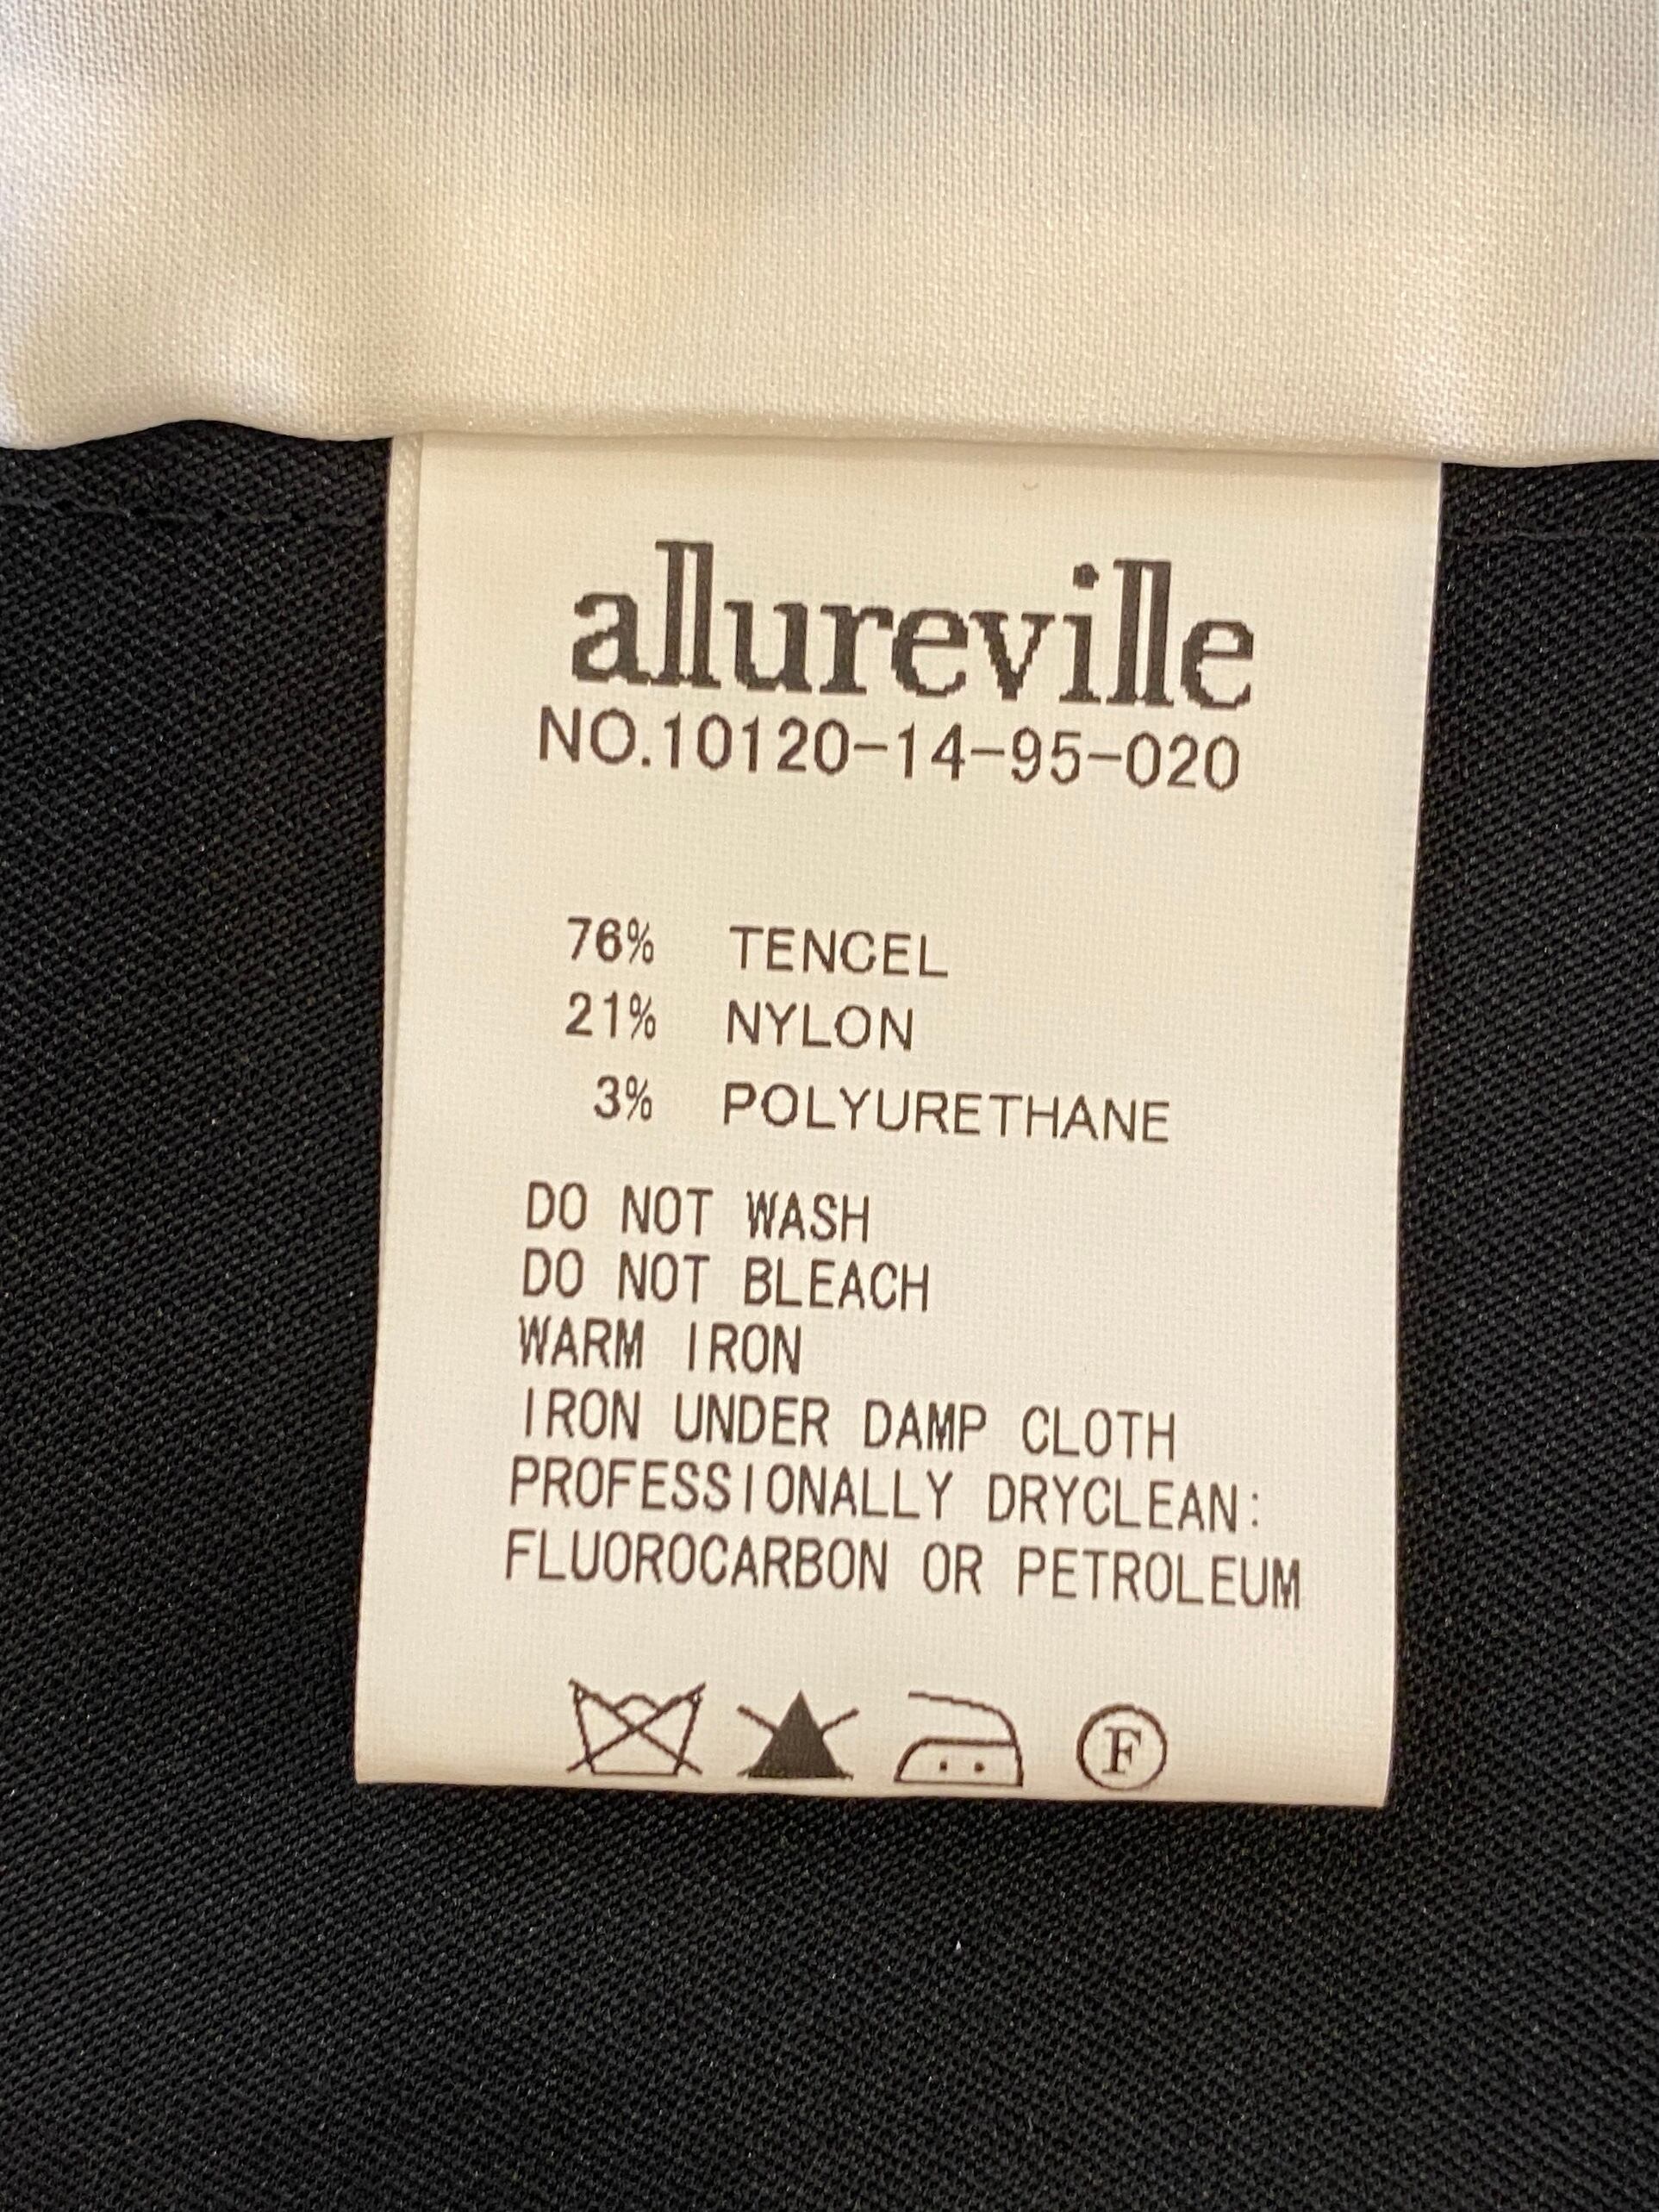 allureville
NO.10120-14-95-020
76% TENCEL
21% NYLON
3% POLYURETHANE
DO NOT WASH
DO NOT BLEACH
WARM IRON
IRON UNDER DAMP CLOTH
PROFESSIONALLY DRYCLEAN:
FLUOROCARBON OR PETROLEUM
F